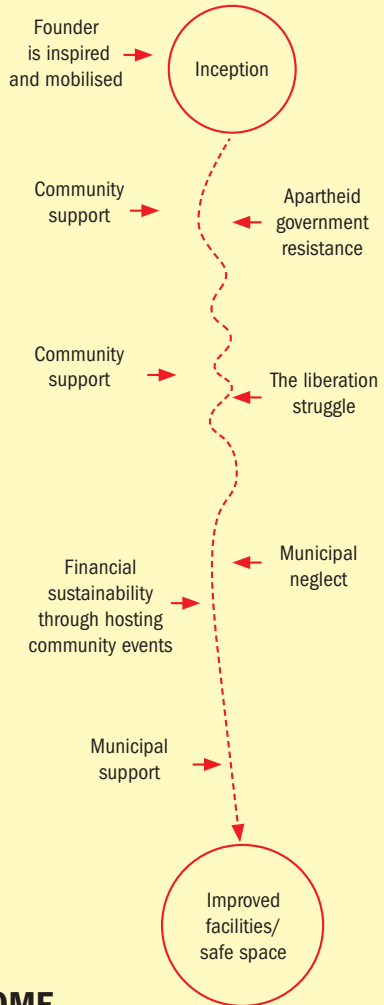 Founder
is inspired
and mobilised
Inception
Community
support
Apartheid
government
resistance
Community
support
The liberation
struggle
Municipal
neglect
Financial
sustainability
through hosting
community events
Municipal
support
Improved
facilities/
safe space